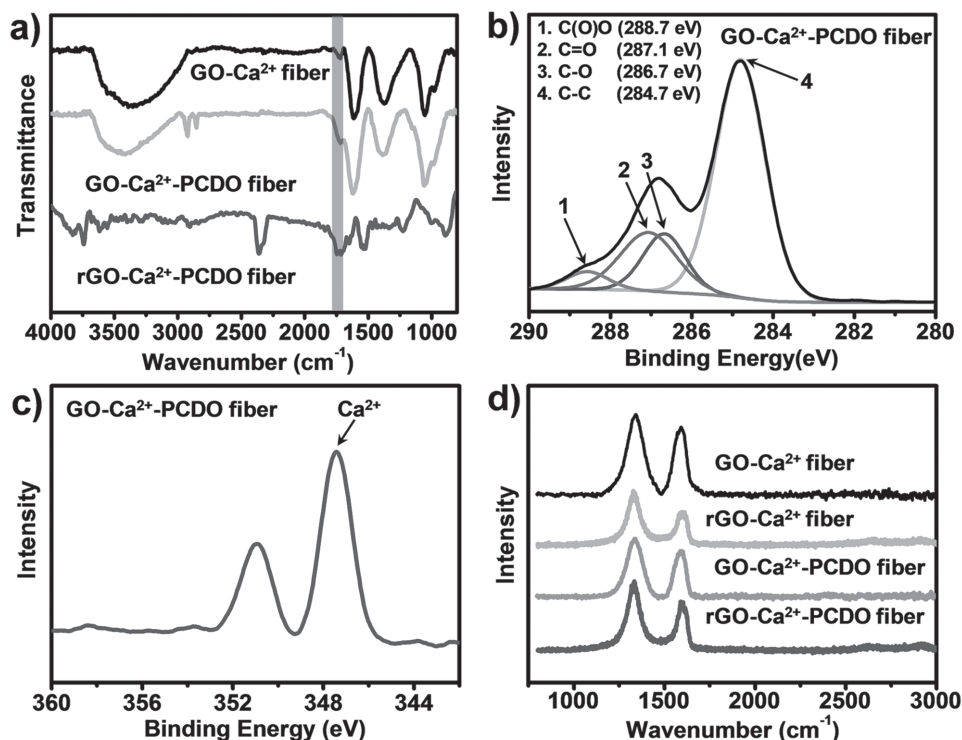 a)
GO-Ca²⁺ fiber
GO-Ca²⁺-PCDO fiber
rGO-Ca²⁺-PCDO fiber
Transmittance
4000 3500 3000 2500 2000 1500 1000
Wavenumber (cm⁻¹)
b)
1. C(O)O (288.7 eV)
2. C=O (287.1 eV)
3. C-O (286.7 eV)
4. C-C (284.7 eV)
GO-Ca²⁺-PCDO fiber
1
2
3
4
Intensity
290 288 286 284 282 280
Binding Energy(eV)
c)
GO-Ca²⁺-PCDO fiber
Ca²⁺
Intensity
360 356 352 348 344
Binding Energy (eV)
d)
GO-Ca²⁺ fiber
rGO-Ca²⁺ fiber
GO-Ca²⁺-PCDO fiber
rGO-Ca²⁺-PCDO fiber
Intensity
1000 1500 2000 2500 3000
Wavenumber (cm⁻¹)